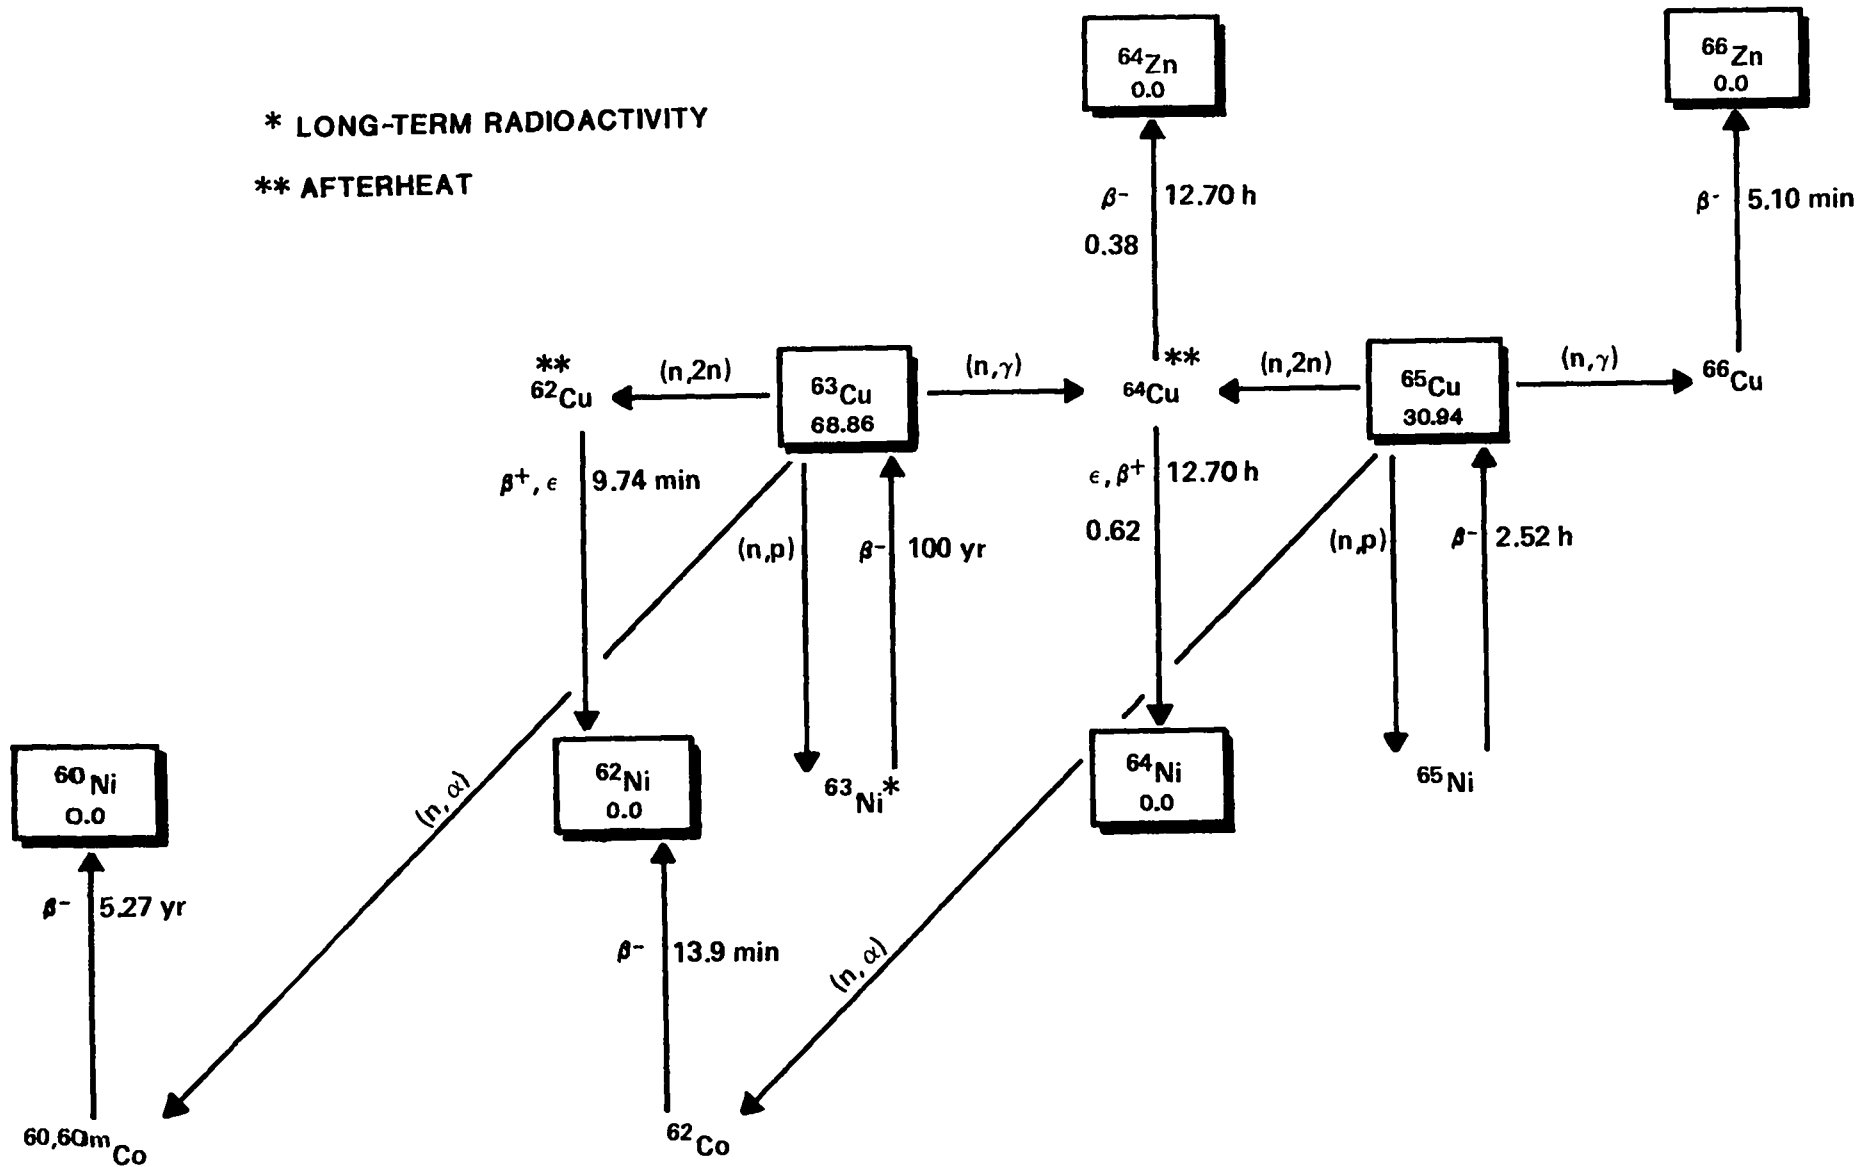 * LONG-TERM RADIOACTIVITY
** AFTERHEAT
⁶⁴Zn
0.0
⁶⁶Zn
0.0
β⁻ 12.70 h
0.38
β⁻ 5.10 min
**
⁶²Cu
(n,2n)
⁶³Cu
68.86
(n,γ)
⁶⁴Cu**
(n,2n)
⁶⁵Cu
30.94
(n,γ)
⁶⁶Cu
β⁺, ϵ 9.74 min
(n,p)
β⁻ 100 yr
ϵ, β⁺ 12.70 h
0.62
(n,p)
β⁻ 2.52 h
⁶⁰Ni
0.0
(n, α)
⁶²Ni
0.0
⁶³Ni*
⁶⁴Ni
0.0
⁶⁵Ni
β⁻ 5.27 yr
β⁻ 13.9 min
(n, α)
⁶⁰,⁶⁰ᵐCo
⁶²Co